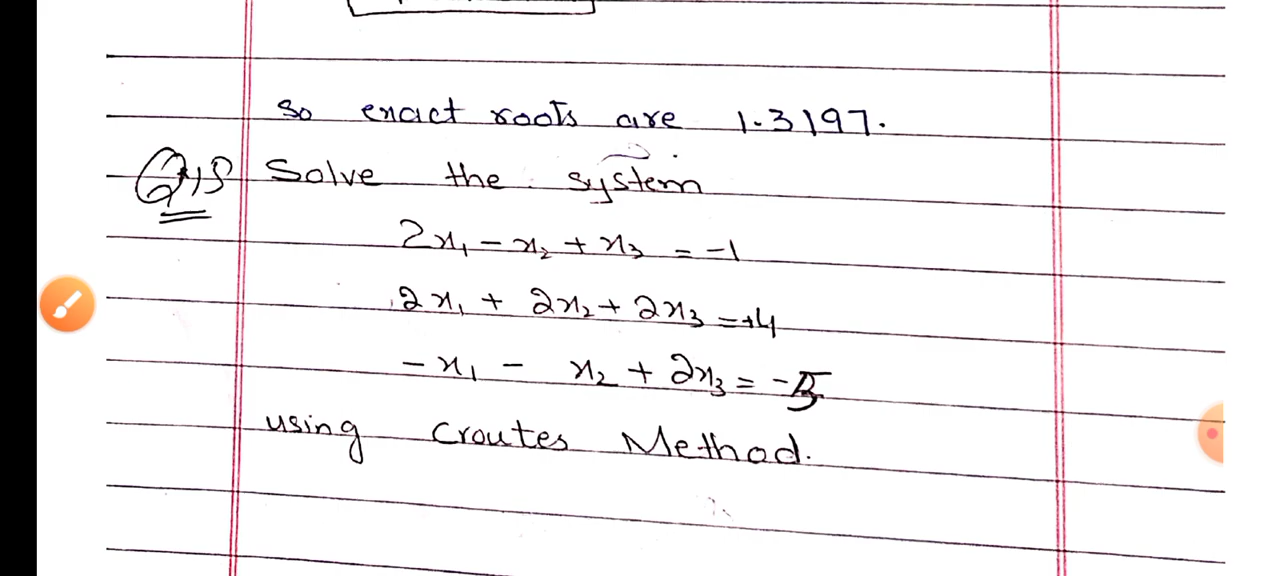 So exact roots are 1.3197.
Solve the system
2x₁ - x₂ + x₃ = -1
2x₁ + 2x₂ + 2x₃ = +4
-x₁ - x₂ + 2x₃ = -5
using Croutes Method.